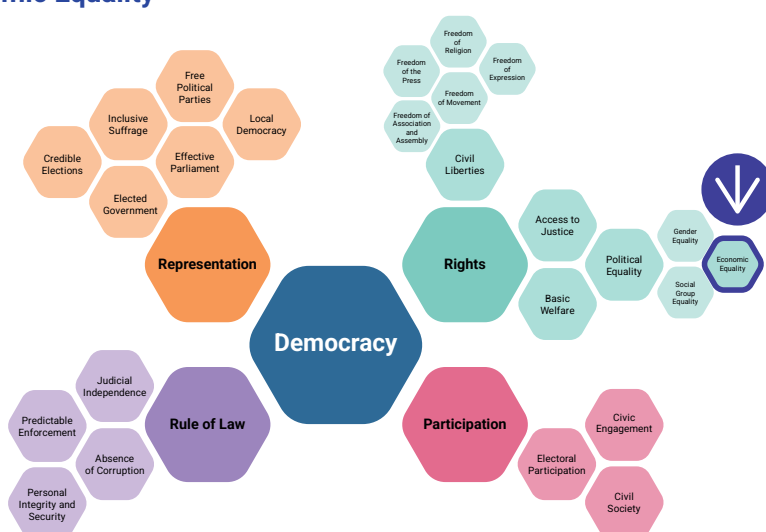 mic Equality
Free
Political
Parties
Inclusive
Suffrage
Local
Democracy
Credible
Elections
Effective
Parliament
Elected
Government
Representation
Freedom
of
Religion
Freedom
of the
Press
Freedom
of
Expression
Freedom
of Movement
Freedom of
Association
and
Assembly
Civil
Liberties
Rights
Access to
Justice
Basic
Welfare
Political
Equality
Gender
Equality
Economic
Equality
Social
Group
Equality
Democracy
Judicial
Independence
Predictable
Enforcement
Absence
of Corruption
Personal
Integrity and
Security
Rule of Law
Participation
Civic
Engagement
Electoral
Participation
Civil
Society